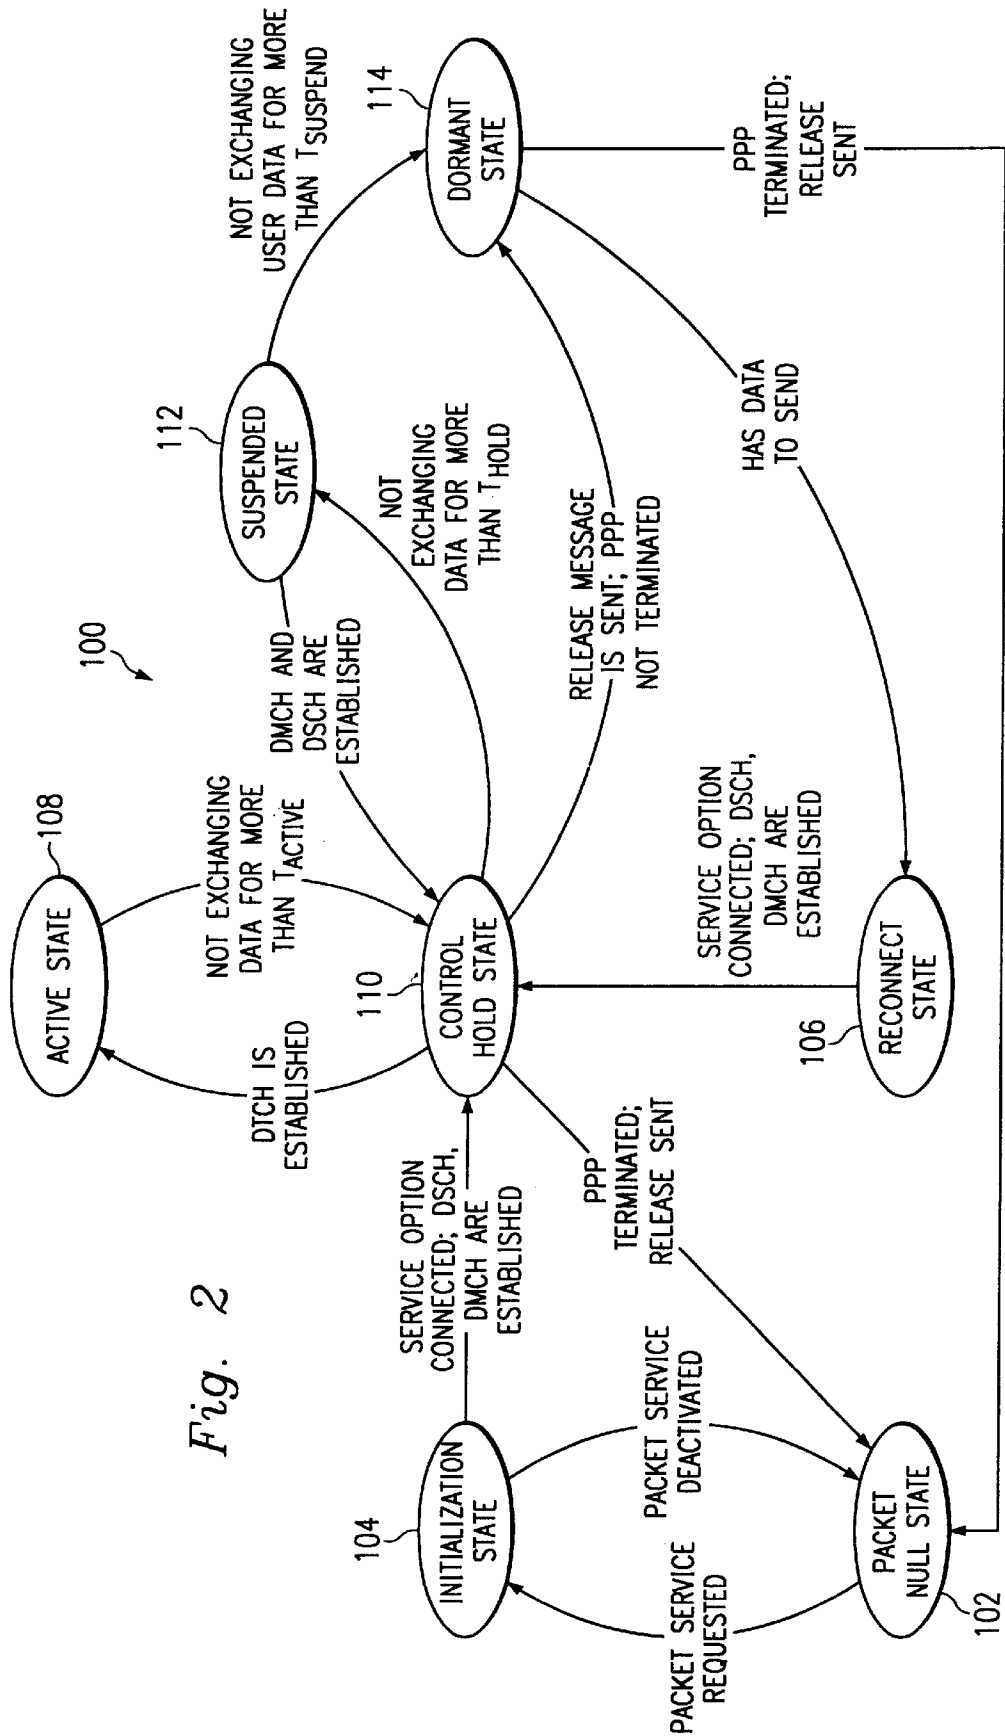 Fig. 2
100
108
ACTIVE STATE
DTCH IS
ESTABLISHED
NOT EXCHANGING
DATA FOR MORE
THAN TACTIVE
112
SUSPENDED
STATE
NOT EXCHANGING
USER DATA FOR MORE
THAN TSUSPEND
114
DORMANT
STATE
DMCH AND
DSCH ARE
ESTABLISHED
NOT
EXCHANGING
DATA FOR MORE
THAN THOLD
104
INITIALIZATION
STATE
SERVICE OPTION
CONNECTED; DSCH,
DMCH ARE
ESTABLISHED
110
CONTROL
HOLD STATE
RELEASE MESSAGE
IS SENT; PPP
NOT TERMINATED
PPP
TERMINATED;
RELEASE
SENT
PPP
TERMINATED;
RELEASE SENT
SERVICE OPTION
CONNECTED; DSCH,
DMCH ARE
ESTABLISHED
HAS DATA
TO SEND
PACKET SERVICE
REQUESTED
PACKET SERVICE
DEACTIVATED
106
RECONNECT
STATE
PACKET
NULL STATE
102